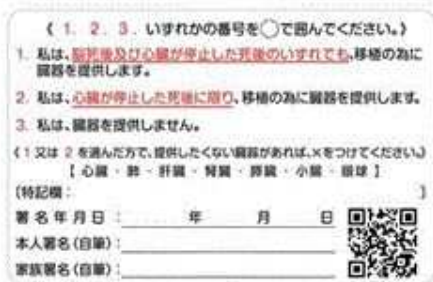 《 1. 2. 3. いずれかの番号を◯で囲んでください。》
1. 私は、脳死後及び心臓が停止した死後のいずれでも、移植の為に
臓器を提供します。
2. 私は、心臓が停止した死後に限り、移植の為に臓器を提供します。
3. 私は、臓器を提供しません。
《1 又は 2 を選んだ方で、提供したくない臓器があれば、×をつけてください。》
【 心臓 ・ 肺 ・ 肝臓 ・ 腎臓 ・ 膵臓 ・ 小腸 ・ 眼球 】
〔特記欄： 〕
署名年月日： 年 月 日
本人署名(自筆)：
家族署名(自筆)：